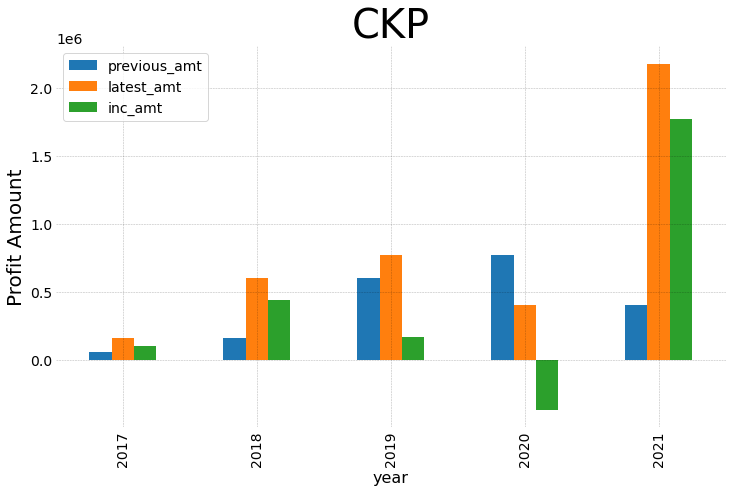 CKP
1e6
previous_amt
latest_amt
inc_amt
2.0
1.5
1.0
0.5
0.0
Profit Amount
2017
2018
2019
2020
2021
year